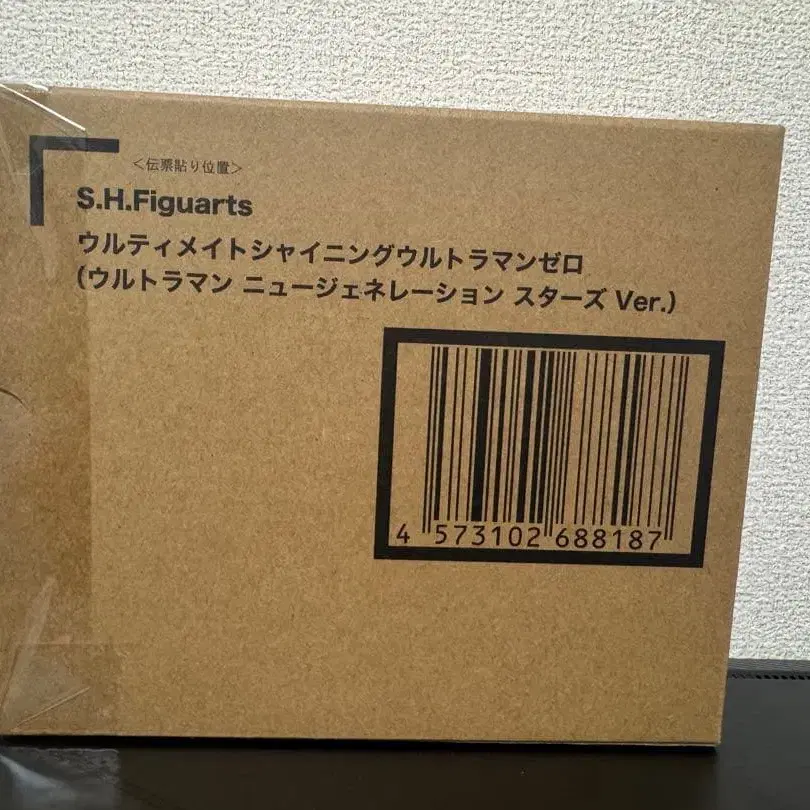 <伝票貼り位置>
S.H.Figuarts
ウルティメイトシャイニングウルトラマンゼロ
(ウルトラマン ニュージェネレーション スターズ Ver.)
4 573102 688187